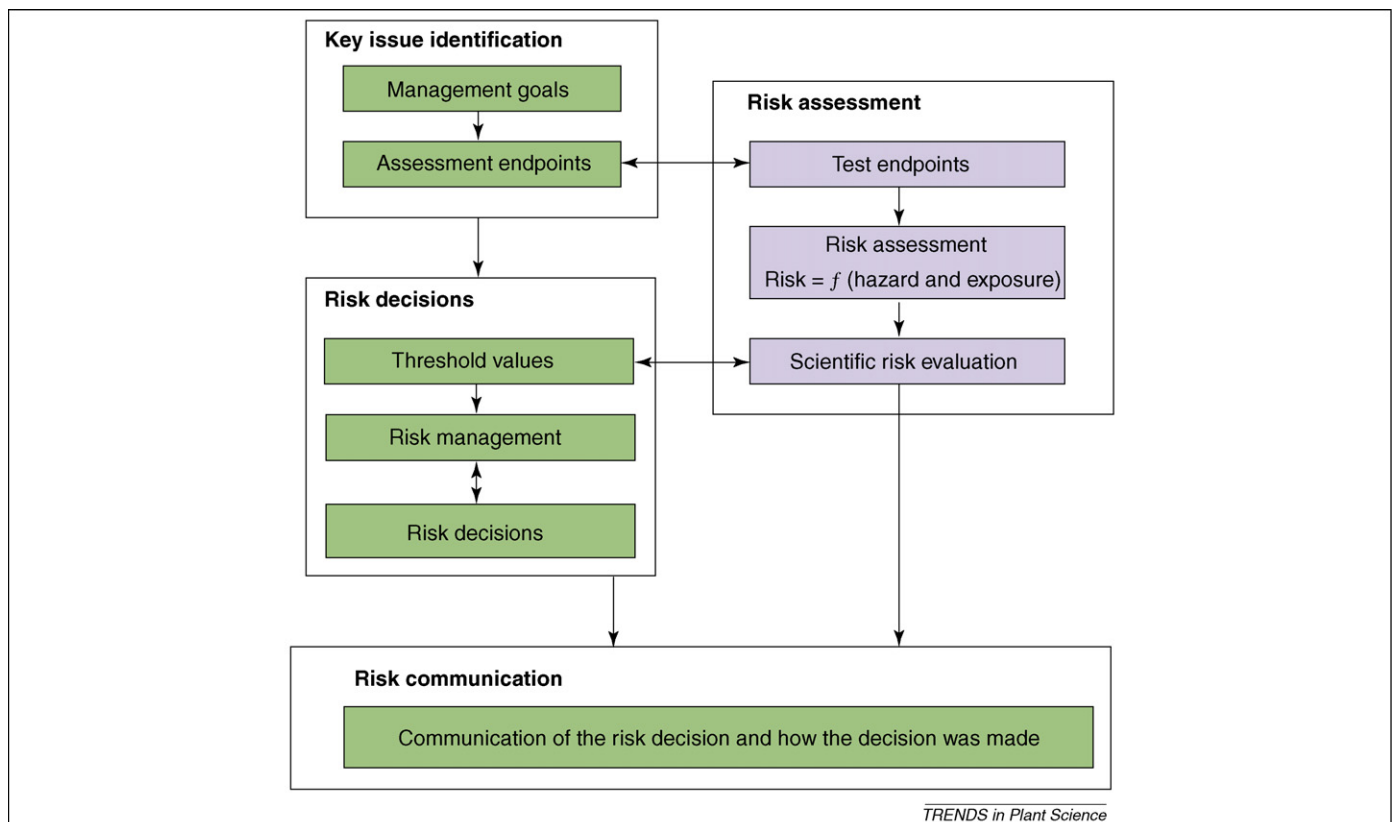 Key issue identification
Management goals
Assessment endpoints
Risk assessment
Test endpoints
Risk assessment
Risk = f (hazard and exposure)
Scientific risk evaluation
Risk decisions
Threshold values
Risk management
Risk decisions
Risk communication
Communication of the risk decision and how the decision was made
TRENDS in Plant Science